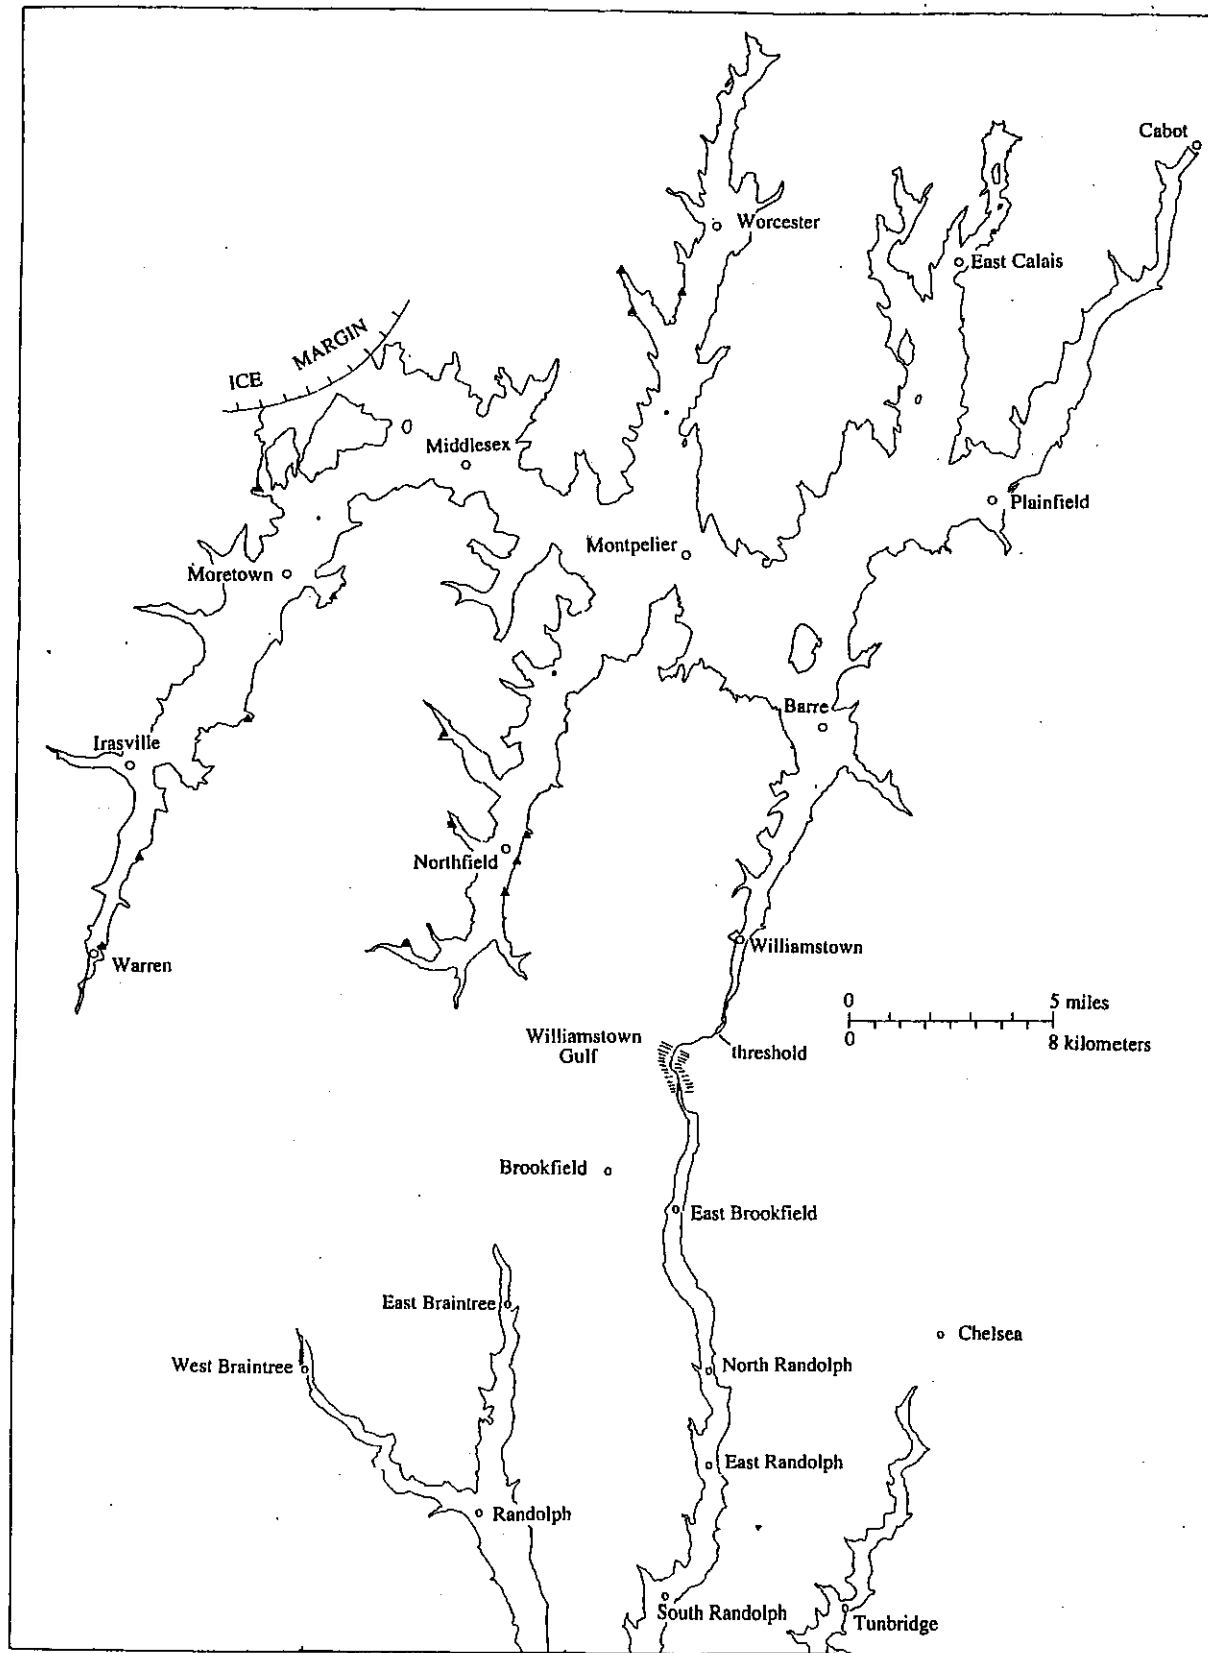 Cabot
Worcester
East Calais
MARGIN
ICE
Middlesex
Plainfield
Montpelier
Moretown
Barre
Irasville
Northfield
Williamstown
Warren
0 5 miles
0 8 kilometers
Williamstown
Gulf
threshold
Brookfield
East Brookfield
East Braintree
Chelsea
West Braintree
North Randolph
East Randolph
Randolph
South Randolph
Tunbridge